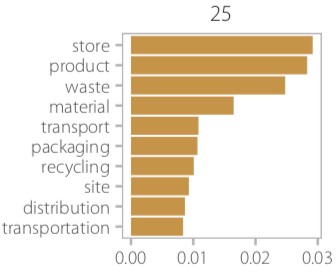 25
store
product
waste
material
transport
packaging
recycling
site
distribution
transportation
0.00 0.01 0.02 0.03